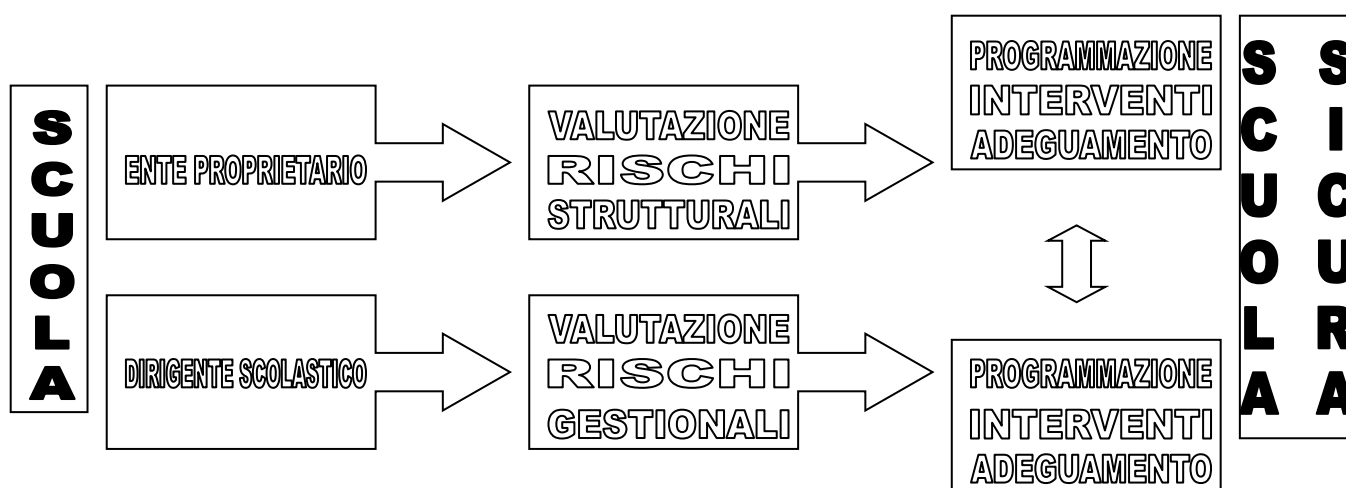 SCUOLA
ENTE PROPRIETARIO
VALUTAZIONE
RISCHI
STRUTTURALI
PROGRAMMAZIONE
INTERVENTI
ADEGUAMENTO
DIRIGENTE SCOLASTICO
VALUTAZIONE
RISCHI
GESTIONALI
PROGRAMMAZIONE
INTERVENTI
ADEGUAMENTO
SCUOLA
SICURA